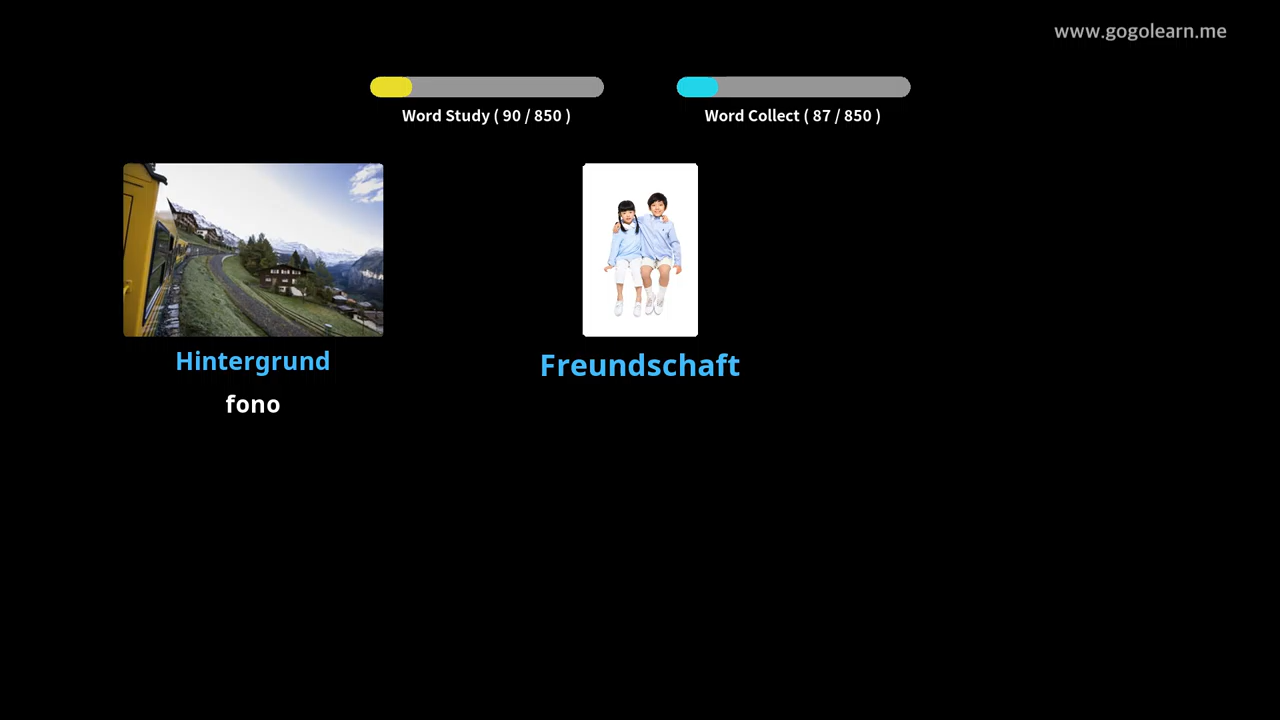 www.gogolearn.me
Word Study ( 90 / 850 )
Word Collect ( 87 / 850 )
Hintergrund
fono
Freundschaft